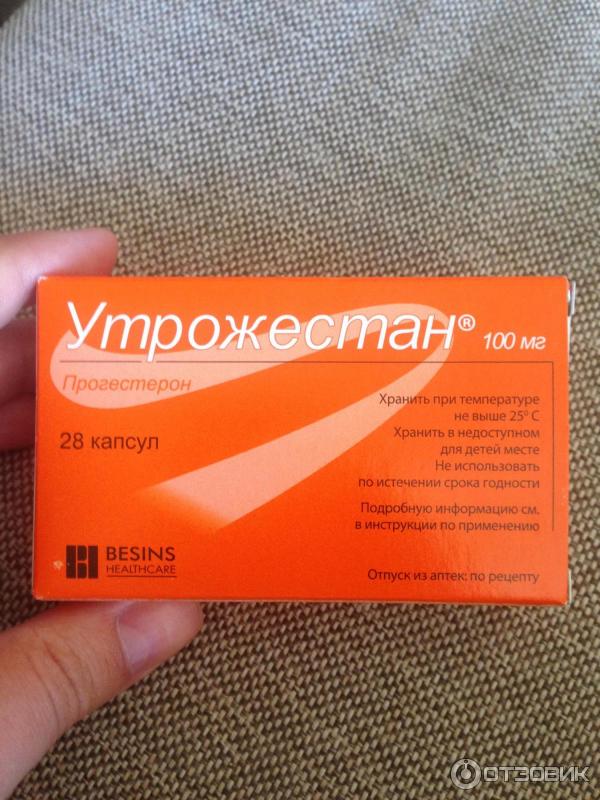 Утрожестан® 100 мг
Прогестерон
28 капсул
Хранить при температуре
не выше 25° С
Хранить в недоступном
для детей месте
Не использовать
по истечении срока годности
Подробную информацию см.
в инструкции по применению
BESINS
HEALTHCARE
Отпуск из аптек: по рецепту
ОТЗОВИК